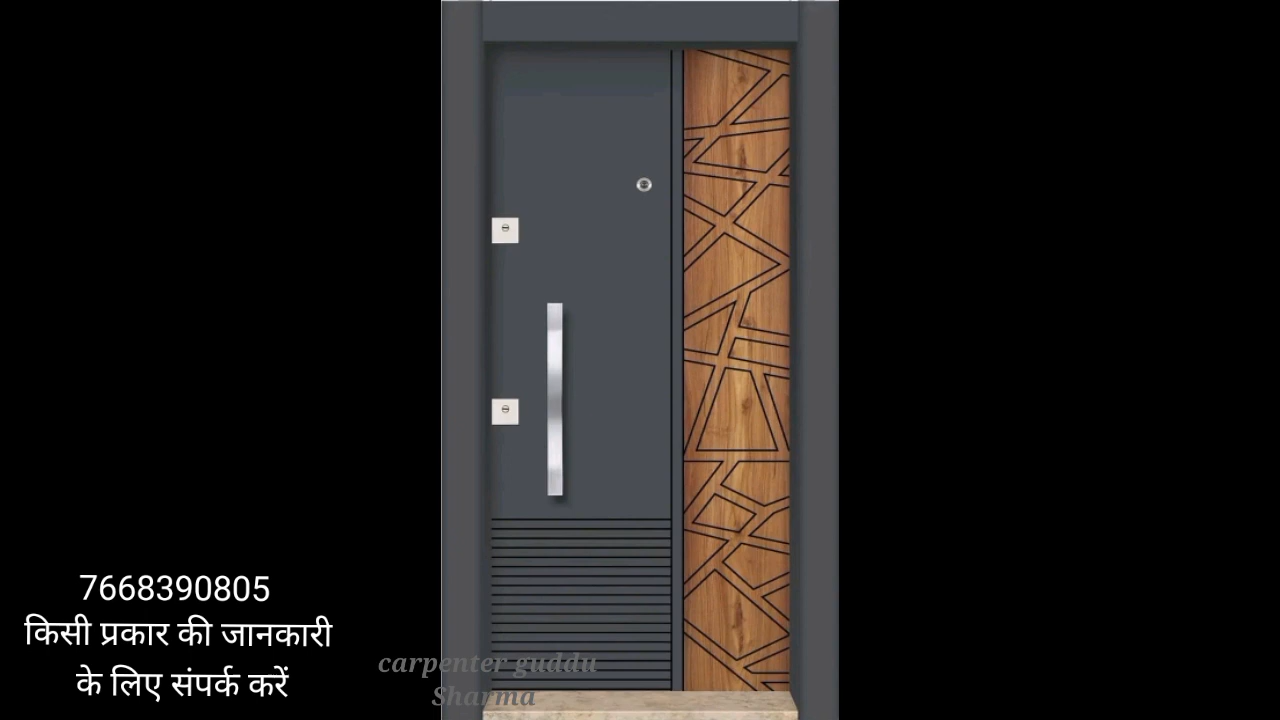 7668390805
किसी प्रकार की जानकारी
के लिए संपर्क करें
carpenter guddu
Sharma